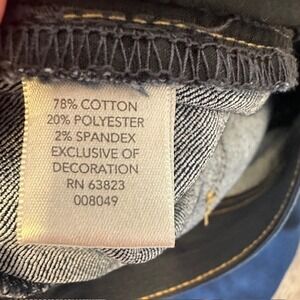 78% COTTON
20% POLYESTER
2% SPANDEX
EXCLUSIVE OF
DECORATION
RN 63823
008049